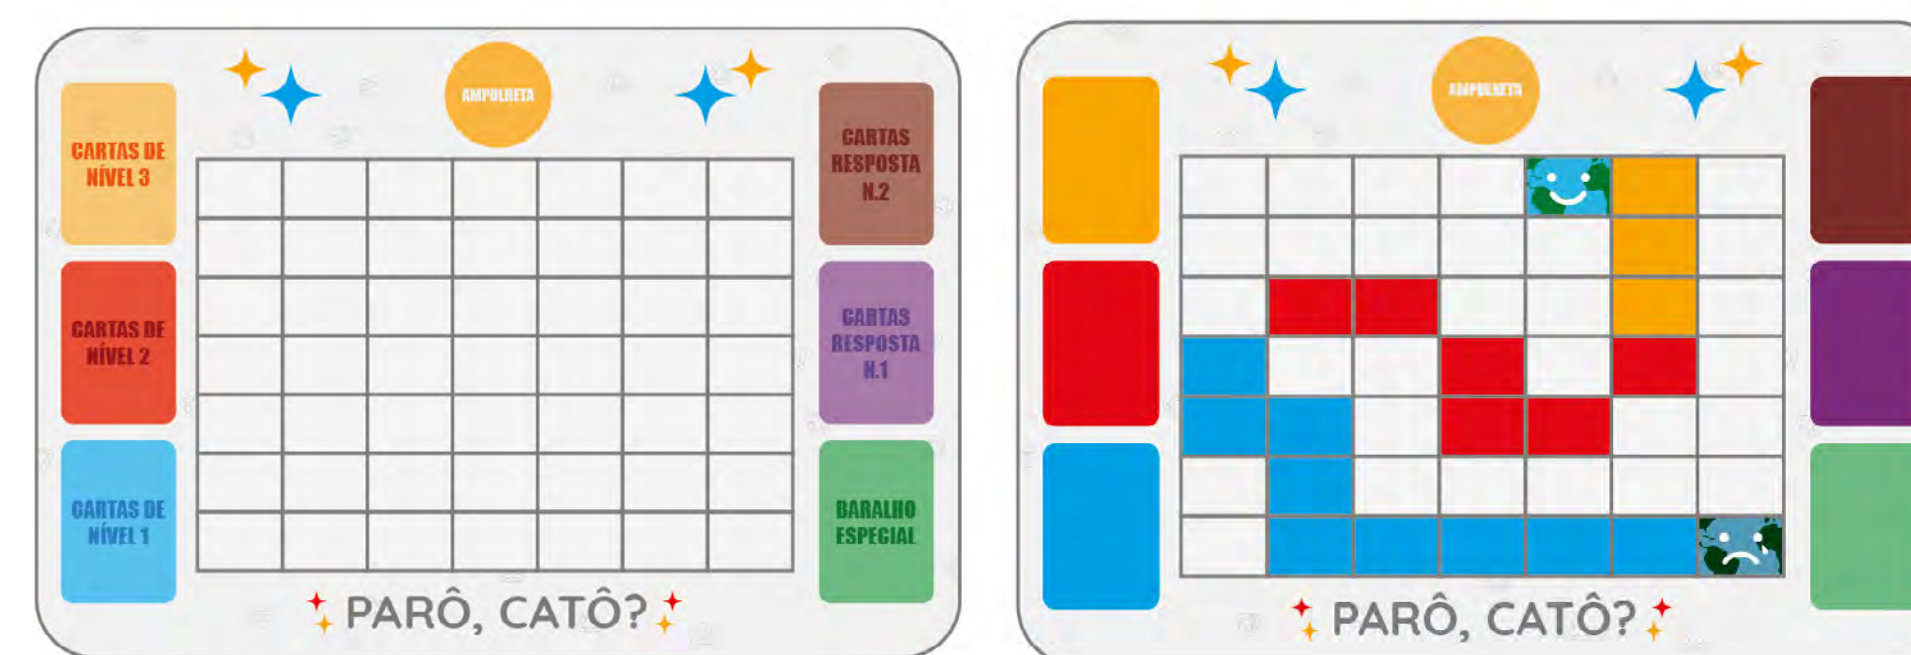 AMPULHETA
CARTAS DE
NÍVEL 3
CARTAS DE
NÍVEL 2
CARTAS DE
NÍVEL 1
CARTAS
RESPOSTA
N.2
CARTAS
RESPOSTA
N.1
BARALHO
ESPECIAL
PARÔ, CATÔ?
AMPULHETA
PARÔ, CATÔ?